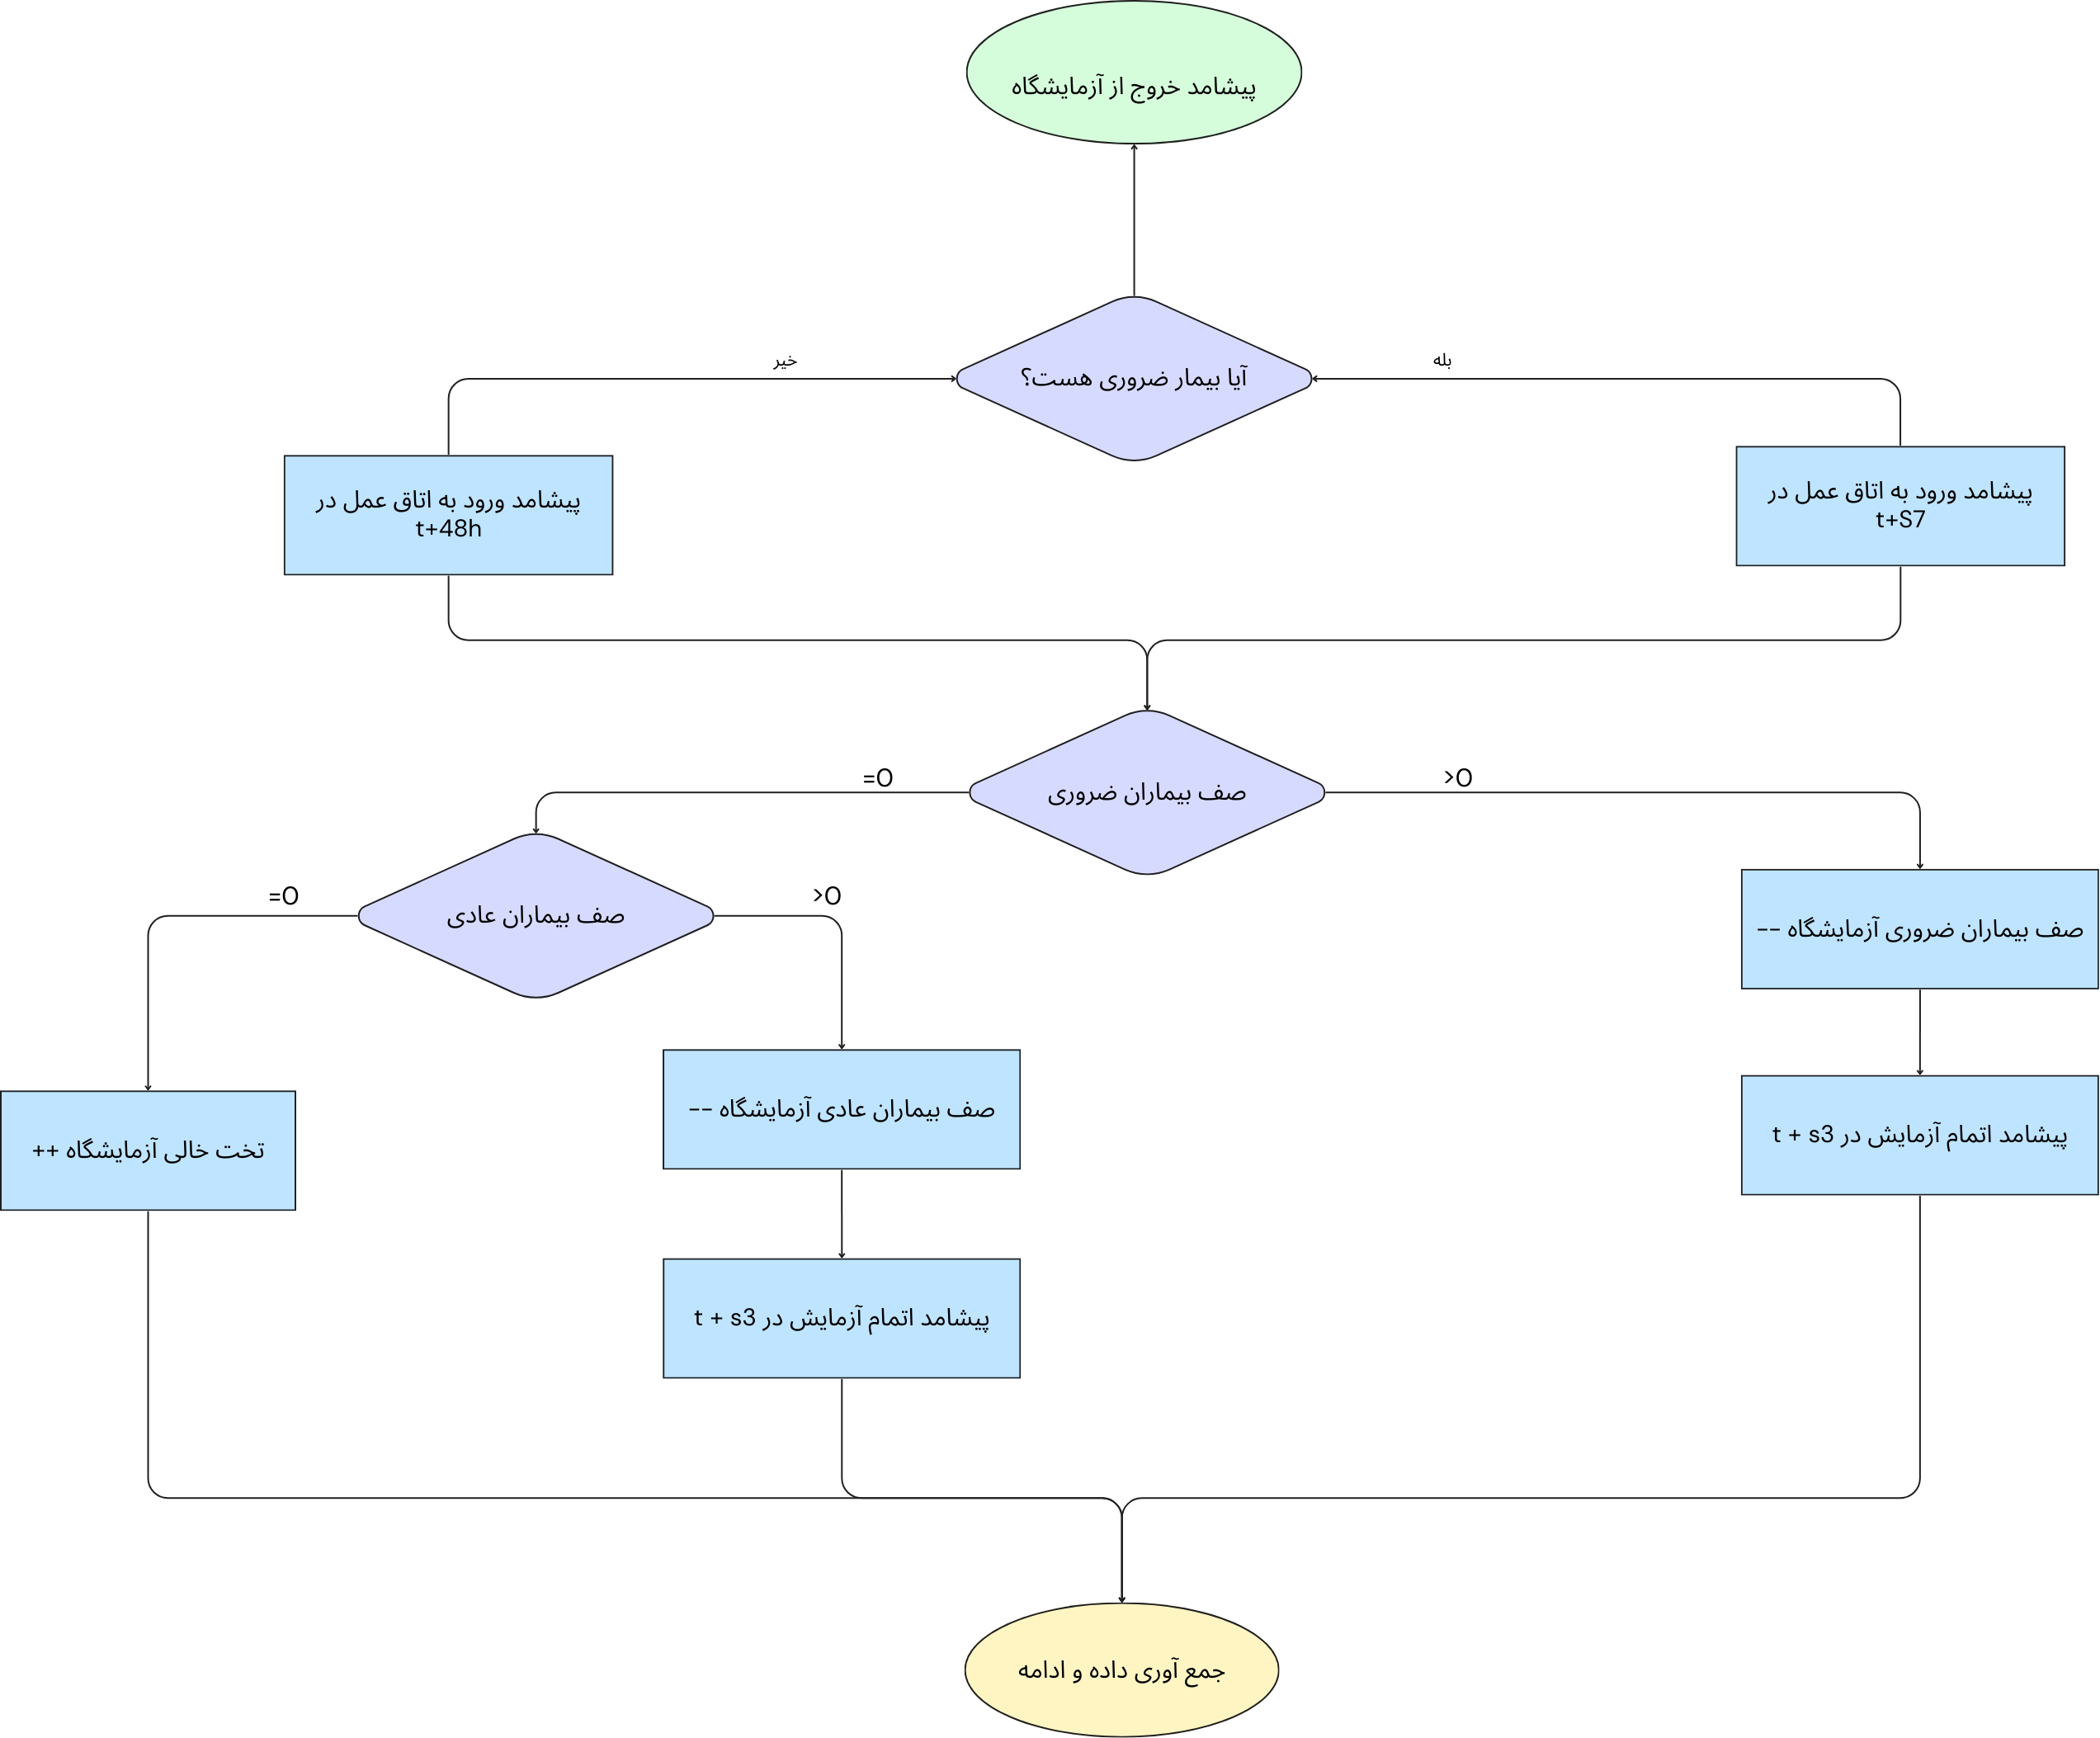 پیشامد خروج از آزمایشگاه
آیا بیمار ضروری هست؟
بله
خیر
پیشامد ورود به اتاق عمل در
t+S7
پیشامد ورود به اتاق عمل در
t+48h
صف بیماران ضروری
>0
=0
صف بیماران عادی
>0
=0
صف بیماران ضروری آزمایشگاه --
صف بیماران عادی آزمایشگاه --
تخت خالی آزمایشگاه ++
پیشامد اتمام آزمایش در t + s3
پیشامد اتمام آزمایش در t + s3
جمع آوری داده و ادامه